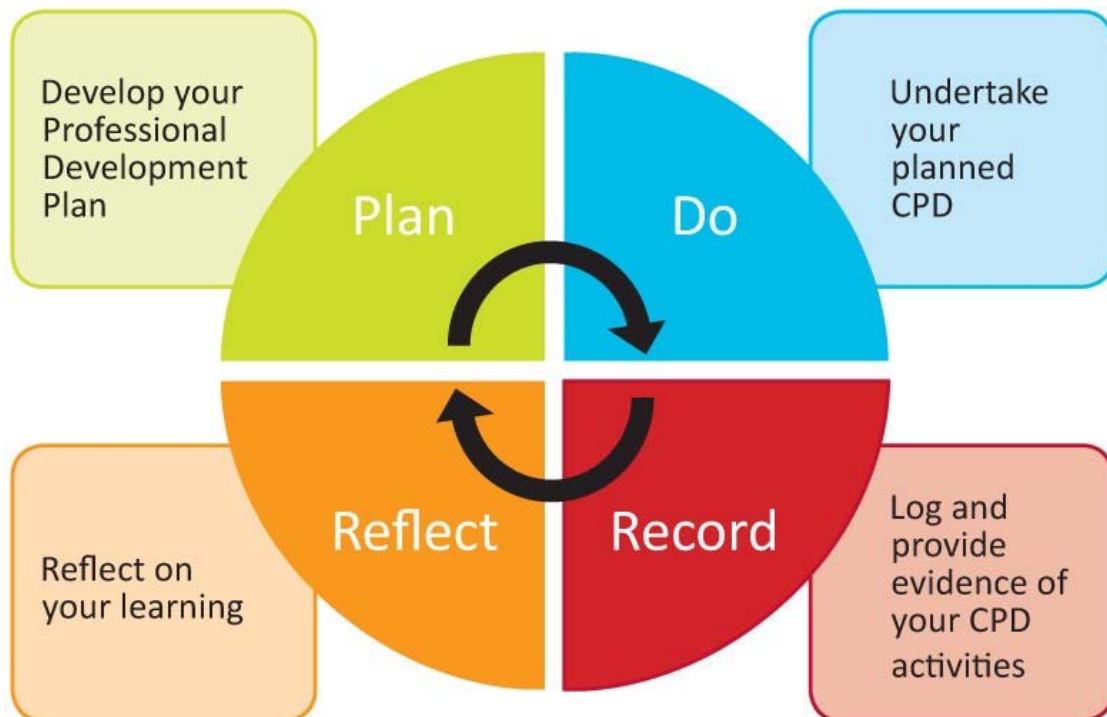 Develop your
Professional
Development
Plan
Plan
Do
Undertake
your
planned
CPD
Reflect on
your learning
Reflect
Record
Log and
provide
evidence of
your CPD
activities